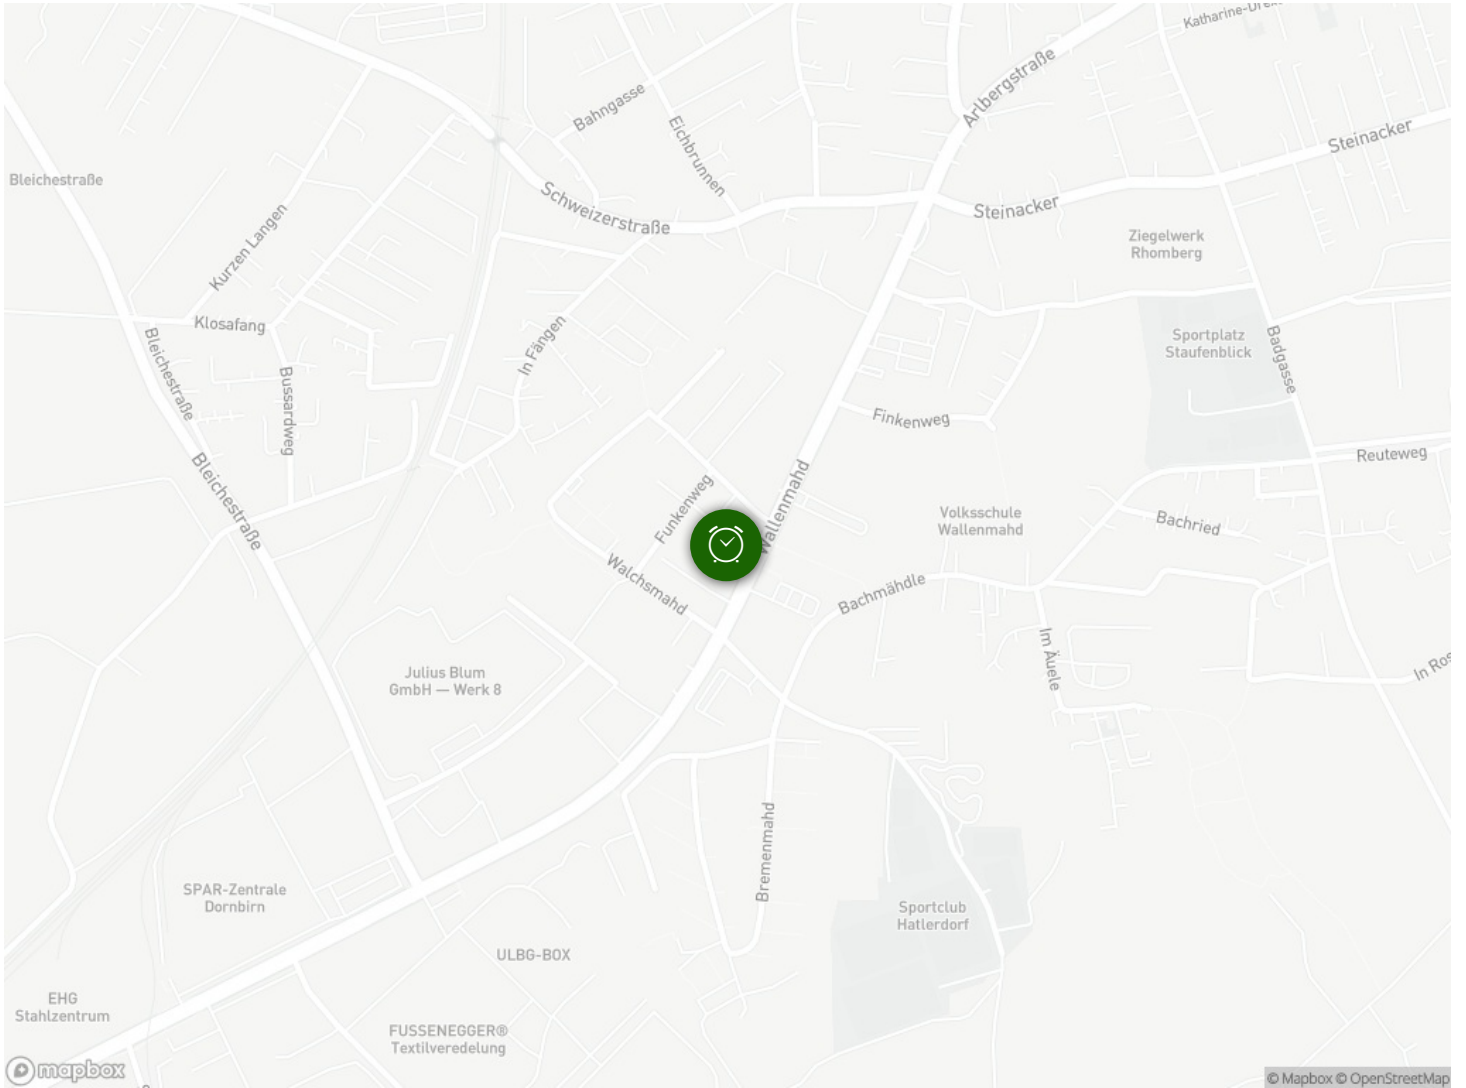 Katharine-Drexel
Arlbergstraße
Bahngasse
Eichbrunnen
Steinacker
Bleichestraße
Schweizerstraße
Steinacker
Kurzen Langen
Ziegelwerk
Rhomberg
Klosafang
Bleichestraße
In Fängen
Sportplatz
Staufenblick
Badgasse
Bussardweg
Finkenweg
Reuteweg
Bleichestraße
Funkenweg
Wallenmahd
Volksschule
Wallenmahd
Bachried
Walchsmahd
Bachmähdle
Im Äuele
In Ros
Julius Blum
GmbH — Werk 8
Bremenmahd
SPAR-Zentrale
Dornbirn
Sportclub
Hatlerdorf
ULBG-BOX
EHG
Stahlzentrum
FUSSENEGGER®
Textilveredelung
mapbox
© Mapbox © OpenStreetMap